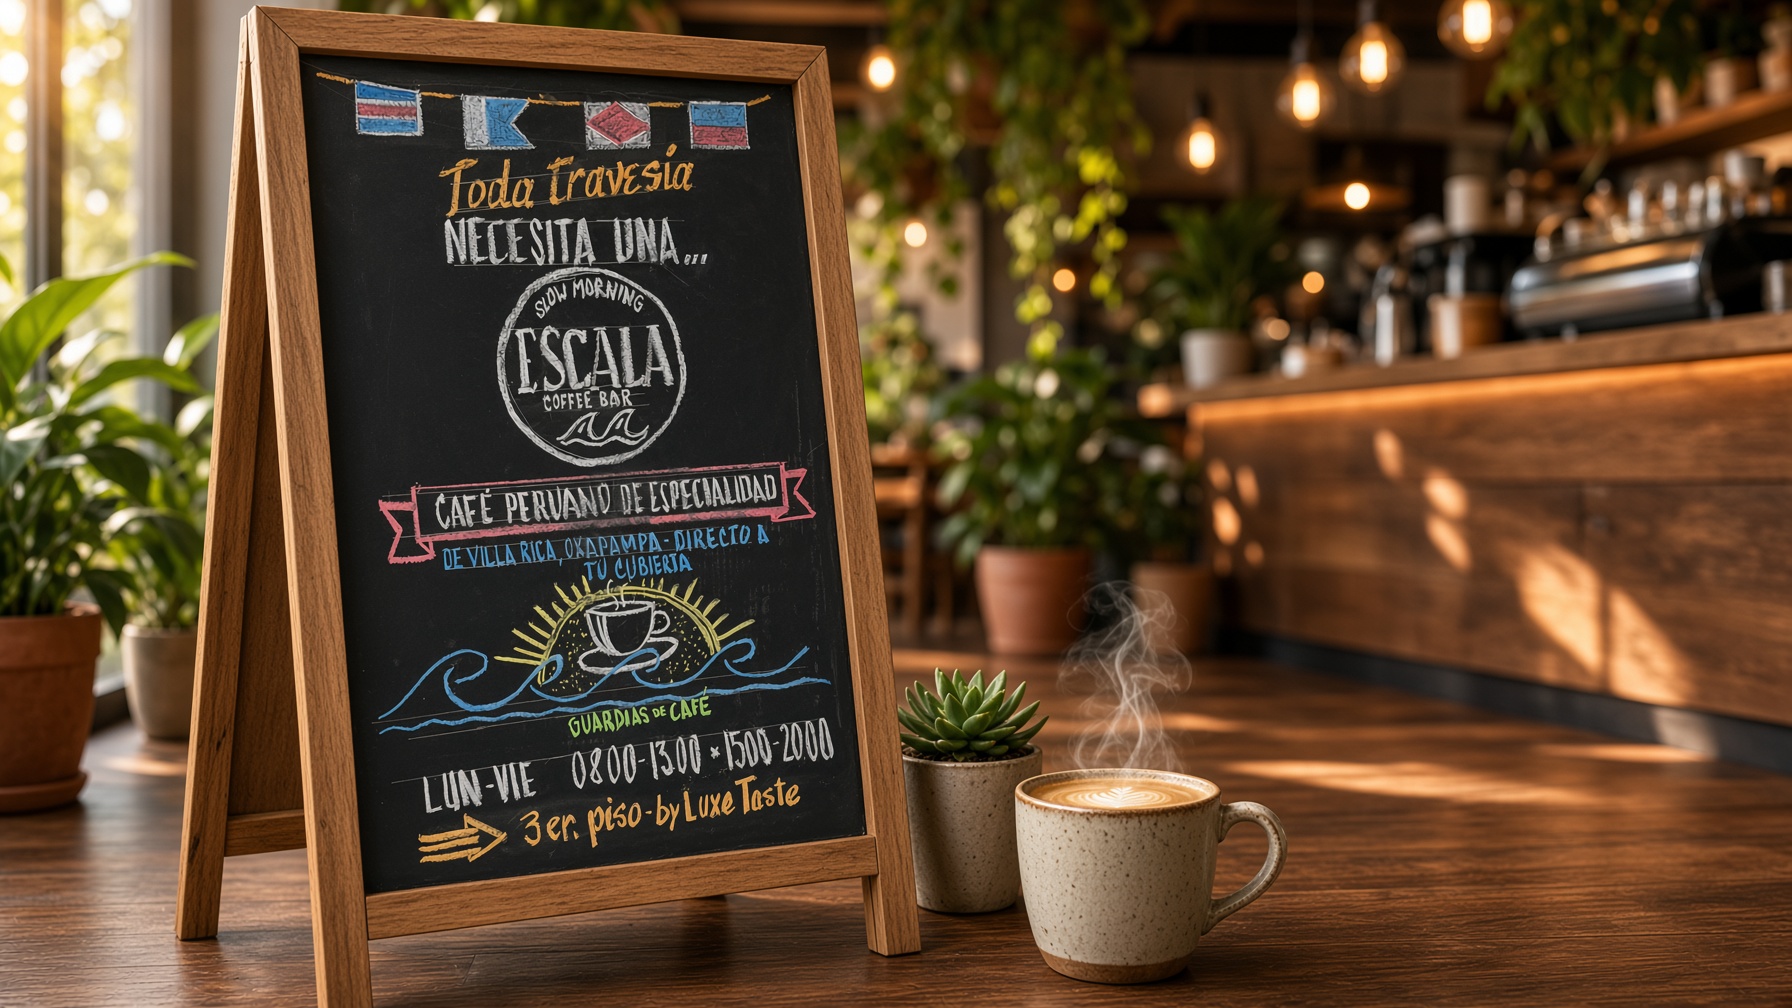 Toda Travesía
NECESITA UNA...
SLOW MORNING
ESCALA
COFFEE BAR
CAFÉ PERUANO DE ESPECIALIDAD
DE VILLA RICA, OXAPAMPA - DIRECTO A
TU CUBIERTA
GUARDIAS DE CAFÉ
LUN-VIE 0800-1300 × 1500-2000
3er. piso - by Luxe Taste